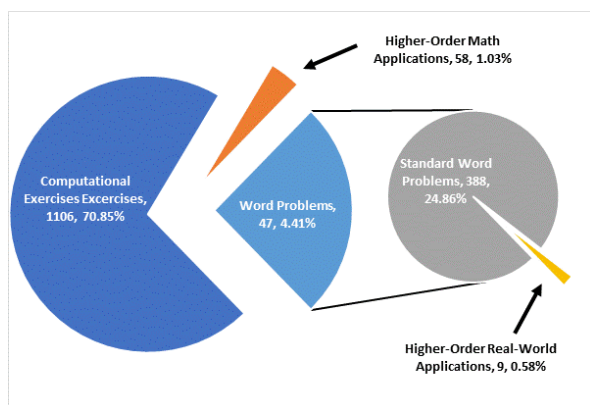 Higher-Order Math
Applications, 58, 1.03%
Computational
Exercises Excercises,
1106, 70.85%
Word Problems,
47, 4.41%
Standard Word
Problems, 388,
24.86%
Higher-Order Real-World
Applications, 9, 0.58%